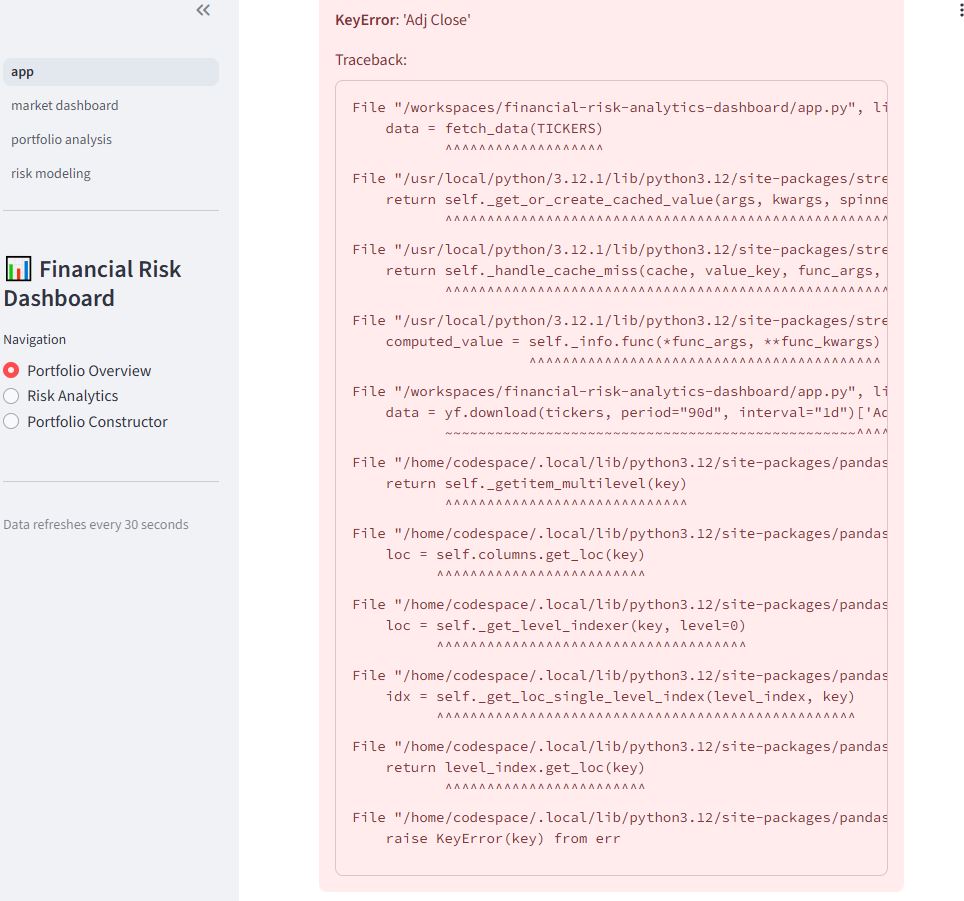 app
market dashboard
portfolio analysis
risk modeling
Financial Risk
Dashboard
Navigation
Portfolio Overview
Risk Analytics
Portfolio Constructor
Data refreshes every 30 seconds
KeyError: 'Adj Close'
Traceback:
File "/workspaces/financial-risk-analytics-dashboard/app.py", li
data = fetch_data(TICKERS)
^^^^^^^^^^^^^^^^^^^
File "/usr/local/python/3.12.1/lib/python3.12/site-packages/stre
return self._get_or_create_cached_value(args, kwargs, spinne
^^^^^^^^^^^^^^^^^^^^^^^^^^^^^^^^^^^^^^^^^^^^^^^^^^^^^
File "/usr/local/python/3.12.1/lib/python3.12/site-packages/stre
return self._handle_cache_miss(cache, value_key, func_args,
^^^^^^^^^^^^^^^^^^^^^^^^^^^^^^^^^^^^^^^^^^^^^^^^^^^^^
File "/usr/local/python/3.12.1/lib/python3.12/site-packages/stre
computed_value = self._info.func(*func_args, **func_kwargs)
^^^^^^^^^^^^^^^^^^^^^^^^^^^^^^^^^^^^^^^^^^
File "/workspaces/financial-risk-analytics-dashboard/app.py", li
data = yf.download(tickers, period="90d", interval="1d")['Ad
~~~~~~~~~~~~~~~~~~~~~~~~~~~~~~~~~~~~~~~~~~~~~~~~~^^^^
File "/home/codespace/.local/lib/python3.12/site-packages/pandas
return self._getitem_multilevel(key)
^^^^^^^^^^^^^^^^^^^^^^^^^^^^^
File "/home/codespace/.local/lib/python3.12/site-packages/pandas
loc = self.columns.get_loc(key)
^^^^^^^^^^^^^^^^^^^^^^^^^
File "/home/codespace/.local/lib/python3.12/site-packages/pandas
loc = self._get_level_indexer(key, level=0)
^^^^^^^^^^^^^^^^^^^^^^^^^^^^^^^^^^^^^
File "/home/codespace/.local/lib/python3.12/site-packages/pandas
idx = self._get_loc_single_level_index(level_index, key)
^^^^^^^^^^^^^^^^^^^^^^^^^^^^^^^^^^^^^^^^^^^^^^^^^^
File "/home/codespace/.local/lib/python3.12/site-packages/pandas
return level_index.get_loc(key)
^^^^^^^^^^^^^^^^^^^^^^^^
File "/home/codespace/.local/lib/python3.12/site-packages/pandas
raise KeyError(key) from err